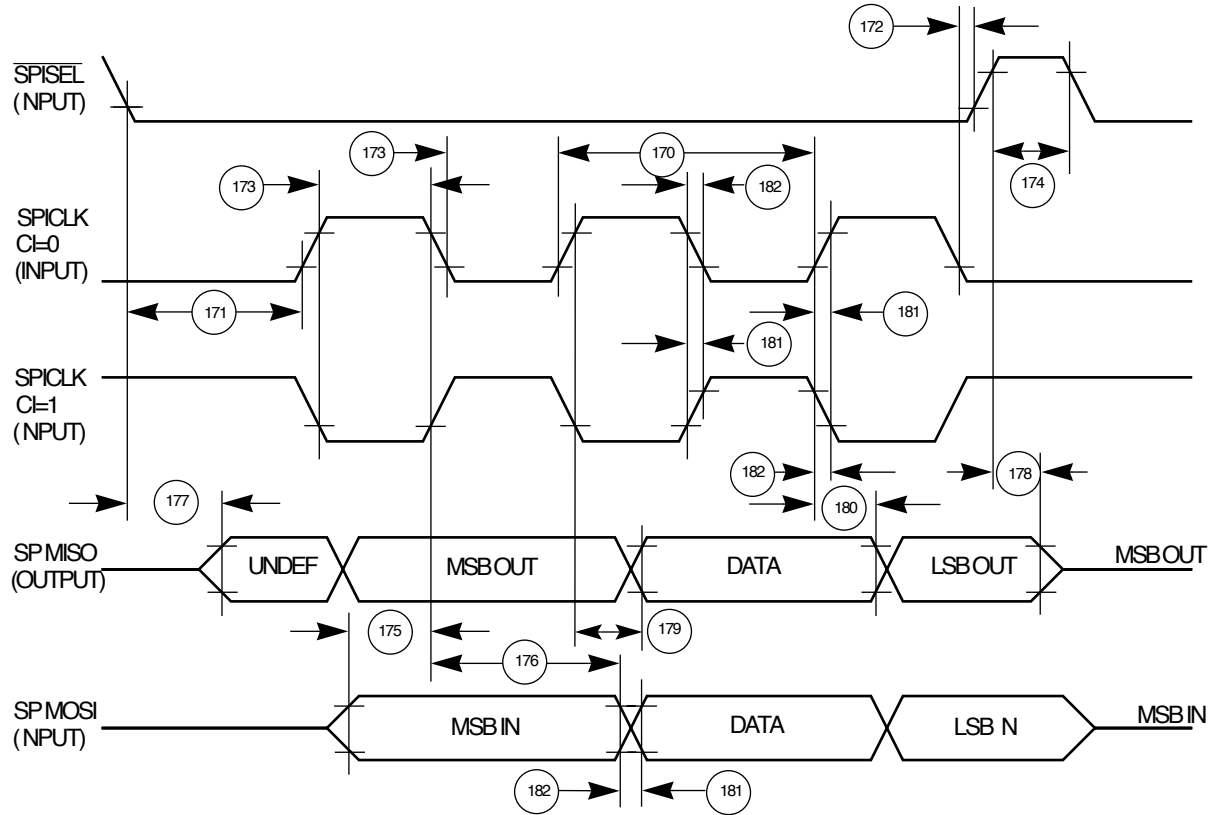 172
SPISEL
( NPUT)
173
170
173
182
174
SPICLK
CI=0
(INPUT)
171
181
181
SPICLK
CI=1
( NPUT)
182
178
177
180
SP MISO
(OUTPUT)
UNDEF
MSB OUT
DATA
LSB OUT
MSB OUT
175
179
176
SP MOSI
( NPUT)
MSB IN
DATA
LSB N
MSB IN
182
181